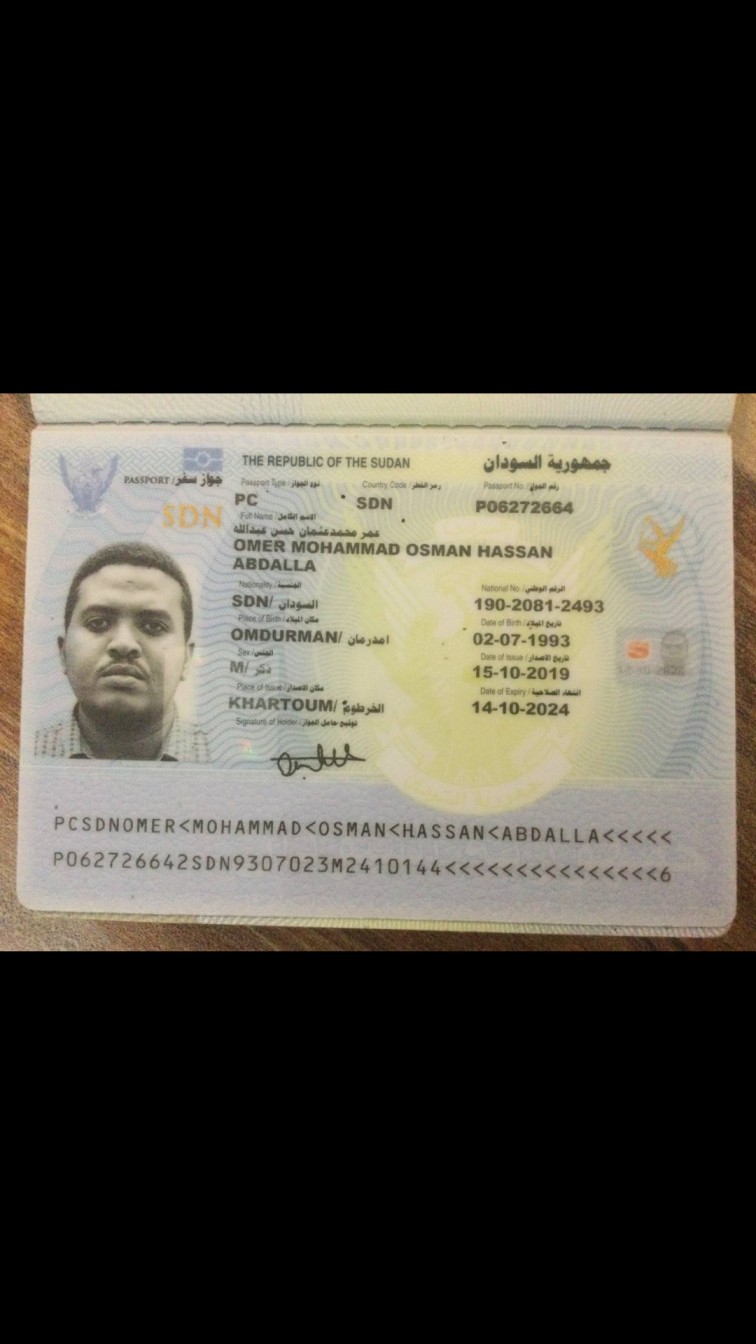 THE REPUBLIC OF THE SUDAN جمهورية السودان
PASSPORT / جواز سفر
Passport Type / نوع الجواز Country Code / رمز القطر Passport No. / رقم الجواز
PC SDN P06272664
SDN
Full Name / الاسم الكامل
عمر محمدعثمان حسن عبدالله
OMER MOHAMMAD OSMAN HASSAN
ABDALLA
Nationality / الجنسية National No. / الرقم الوطني
SDN/ السودان 190-2081-2493
Place of Birth / مكان الميلاد Date of Birth / تاريخ الميلاد
OMDURMAN/ امدرمان 02-07-1993
Sex / الجنس Date of Issue / تاريخ الاصدار
M/ ذكر 15-10-2019
Place of Issue / مكان الاصدار Date of Expiry / انتهاء الصلاحية
KHARTOUM/ الخرطوم 14-10-2024
Signature of Holder / توقيع حامل الجواز
S
PCSDNOMER<MOHAMMAD<OSMAN<HASSAN<ABDALLA<<<<<
P062726642SDN9307023M2410144<<<<<<<<<<<<<<<6